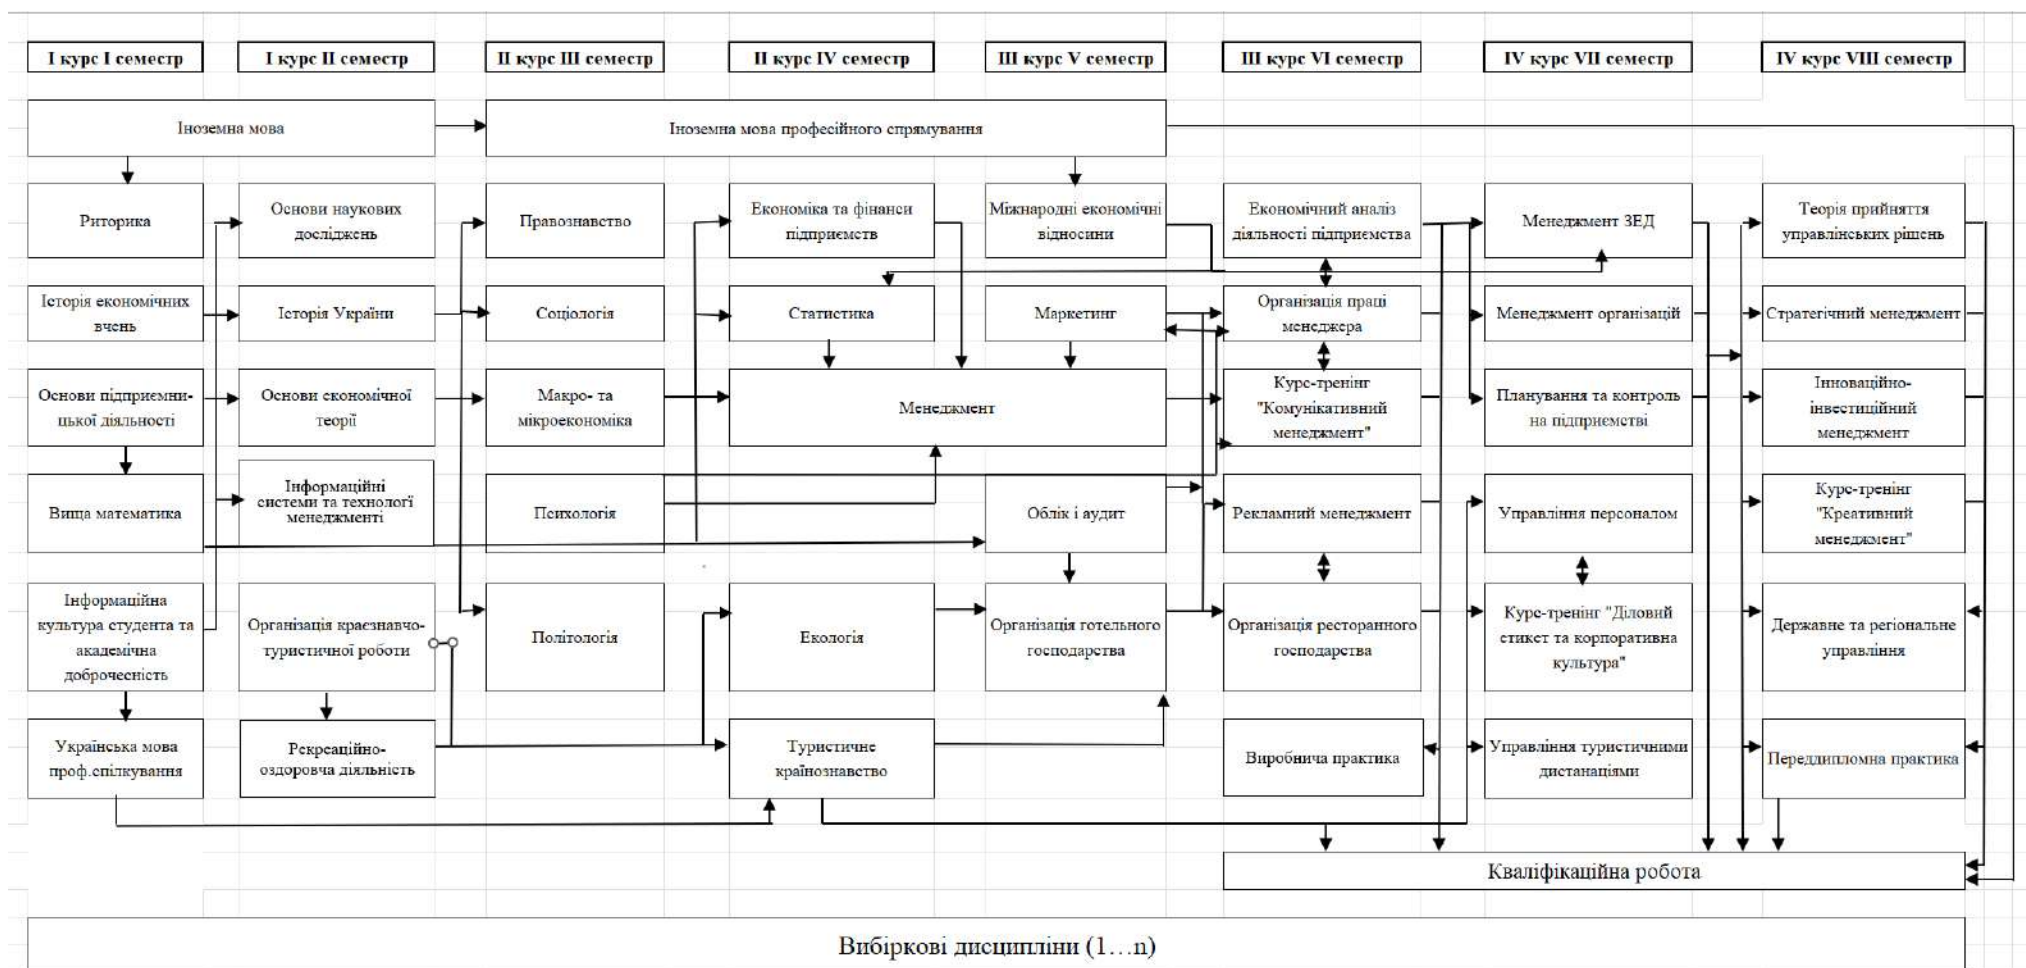 І курс І семестр
І курс ІІ семестр
ІІ курс ІІІ семестр
ІІ курс IV семестр
ІІІ курс V семестр
ІІІ курс VI семестр
IV курс VII семестр
IV курс VIII семестр
Іноземна мова
Іноземна мова професійного спрямування
Риторика
Основи наукових
досліджень
Правознавство
Економіка та фінанси
підприємств
Міжнародні економічні
відносини
Економічний аналіз
діяльності підприємства
Менеджмент ЗЕД
Теорія прийняття
управлінських рішень
Історія економічних
вчень
Історія України
Соціологія
Статистика
Маркетинг
Організація праці
менеджера
Менеджмент організацій
Стратегічний менеджмент
Основи підприємни-
цької діяльності
Основи економічної
теорії
Макро- та
мікроекономіка
Менеджмент
Курс-тренінг
"Комунікативний
менеджмент"
Планування та контроль
на підприємстві
Інноваційно-
інвестиційний
менеджмент
Вища математика
Інформаційні
системи та технології
менеджменті
Психологія
Облік і аудит
Рекламний менеджмент
Управління персоналом
Курс-тренінг
"Креативний
менеджмент"
Інформаційна
культура студента та
академічна
доброчесність
Організація краєзнавчо-
туристичної роботи
Політологія
Екологія
Організація готельного
господарства
Організація ресторанного
господарства
Курс-тренінг "Діловий
етикет та корпоративна
культура"
Державне та регіональне
управління
Українська мова
проф.спілкування
Рекреаційно-
оздоровча діяльність
Туристичне
країнознавство
Виробнича практика
Управління туристичними
дистанаціями
Переддипломна практика
Кваліфікаційна робота
Вибіркові дисципліни (1…n)